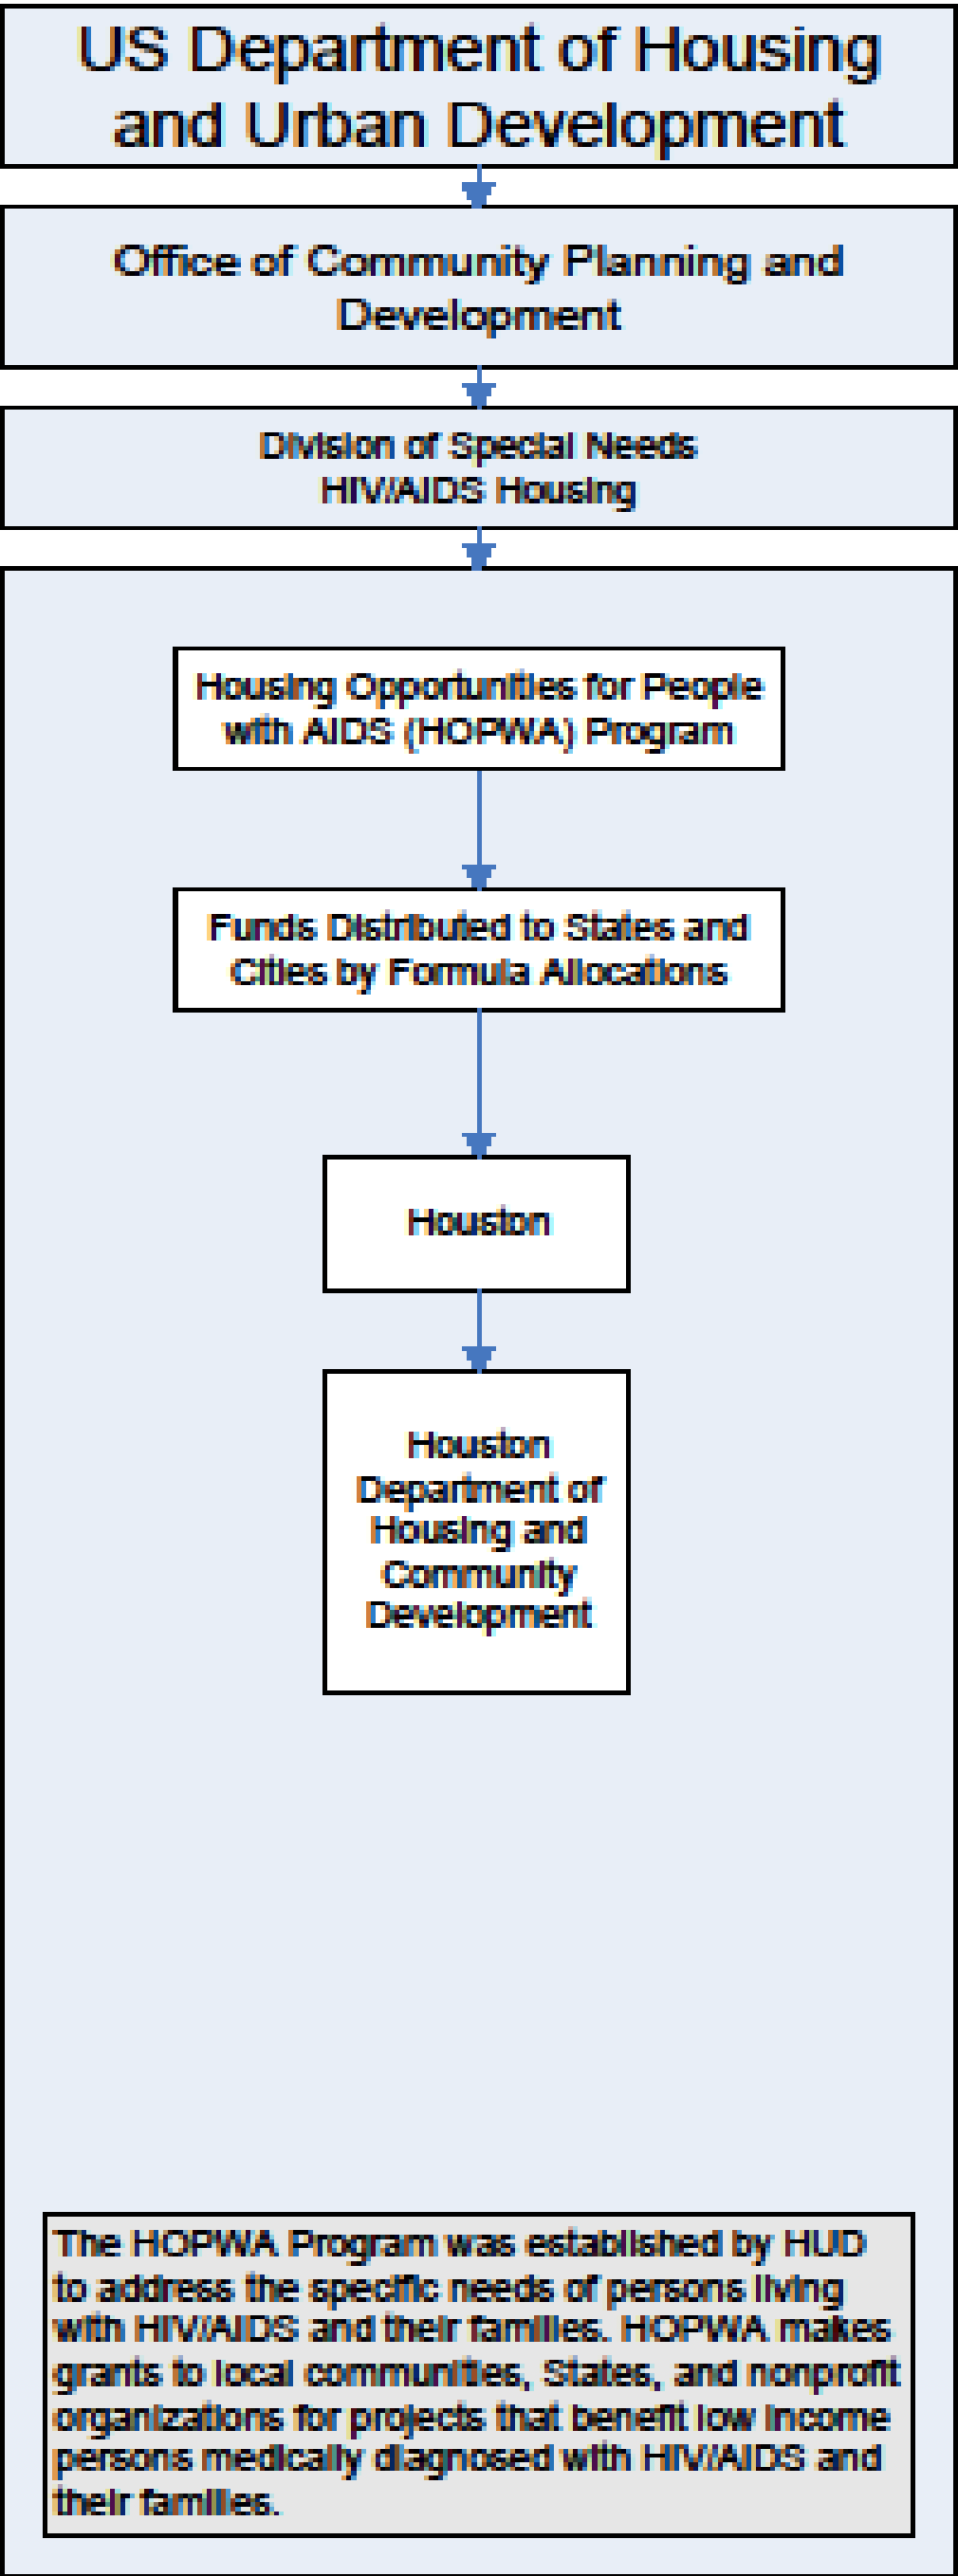 US Department of Housing
and Urban Development
Office of Community Planning and
Development
Division of Special Needs
HIV/AIDS Housing
Housing Opportunities for People
with AIDS (HOPWA) Program
Funds Distributed to States and
Cities by Formula Allocations
Houston
Houston
Department of
Housing and
Community
Development
The HOPWA Program was established by HUD
to address the specific needs of persons living
with HIV/AIDS and their families. HOPWA makes
grants to local communities, States, and nonprofit
organizations for projects that benefit low income
persons medically diagnosed with HIV/AIDS and
their families.